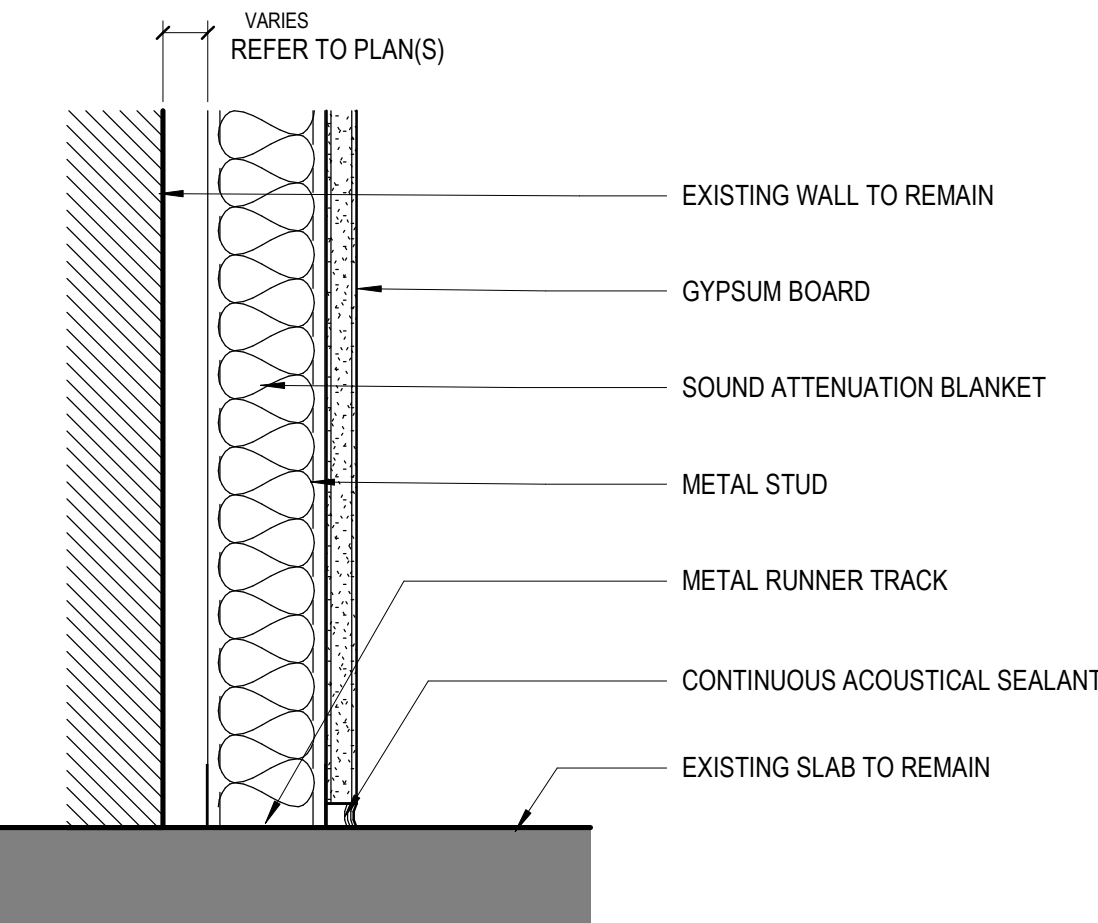 VARIES
REFER TO PLAN(S)
EXISTING WALL TO REMAIN
GYPSUM BOARD
SOUND ATTENUATION BLANKET
METAL STUD
METAL RUNNER TRACK
CONTINUOUS ACOUSTICAL SEALANT
EXISTING SLAB TO REMAIN